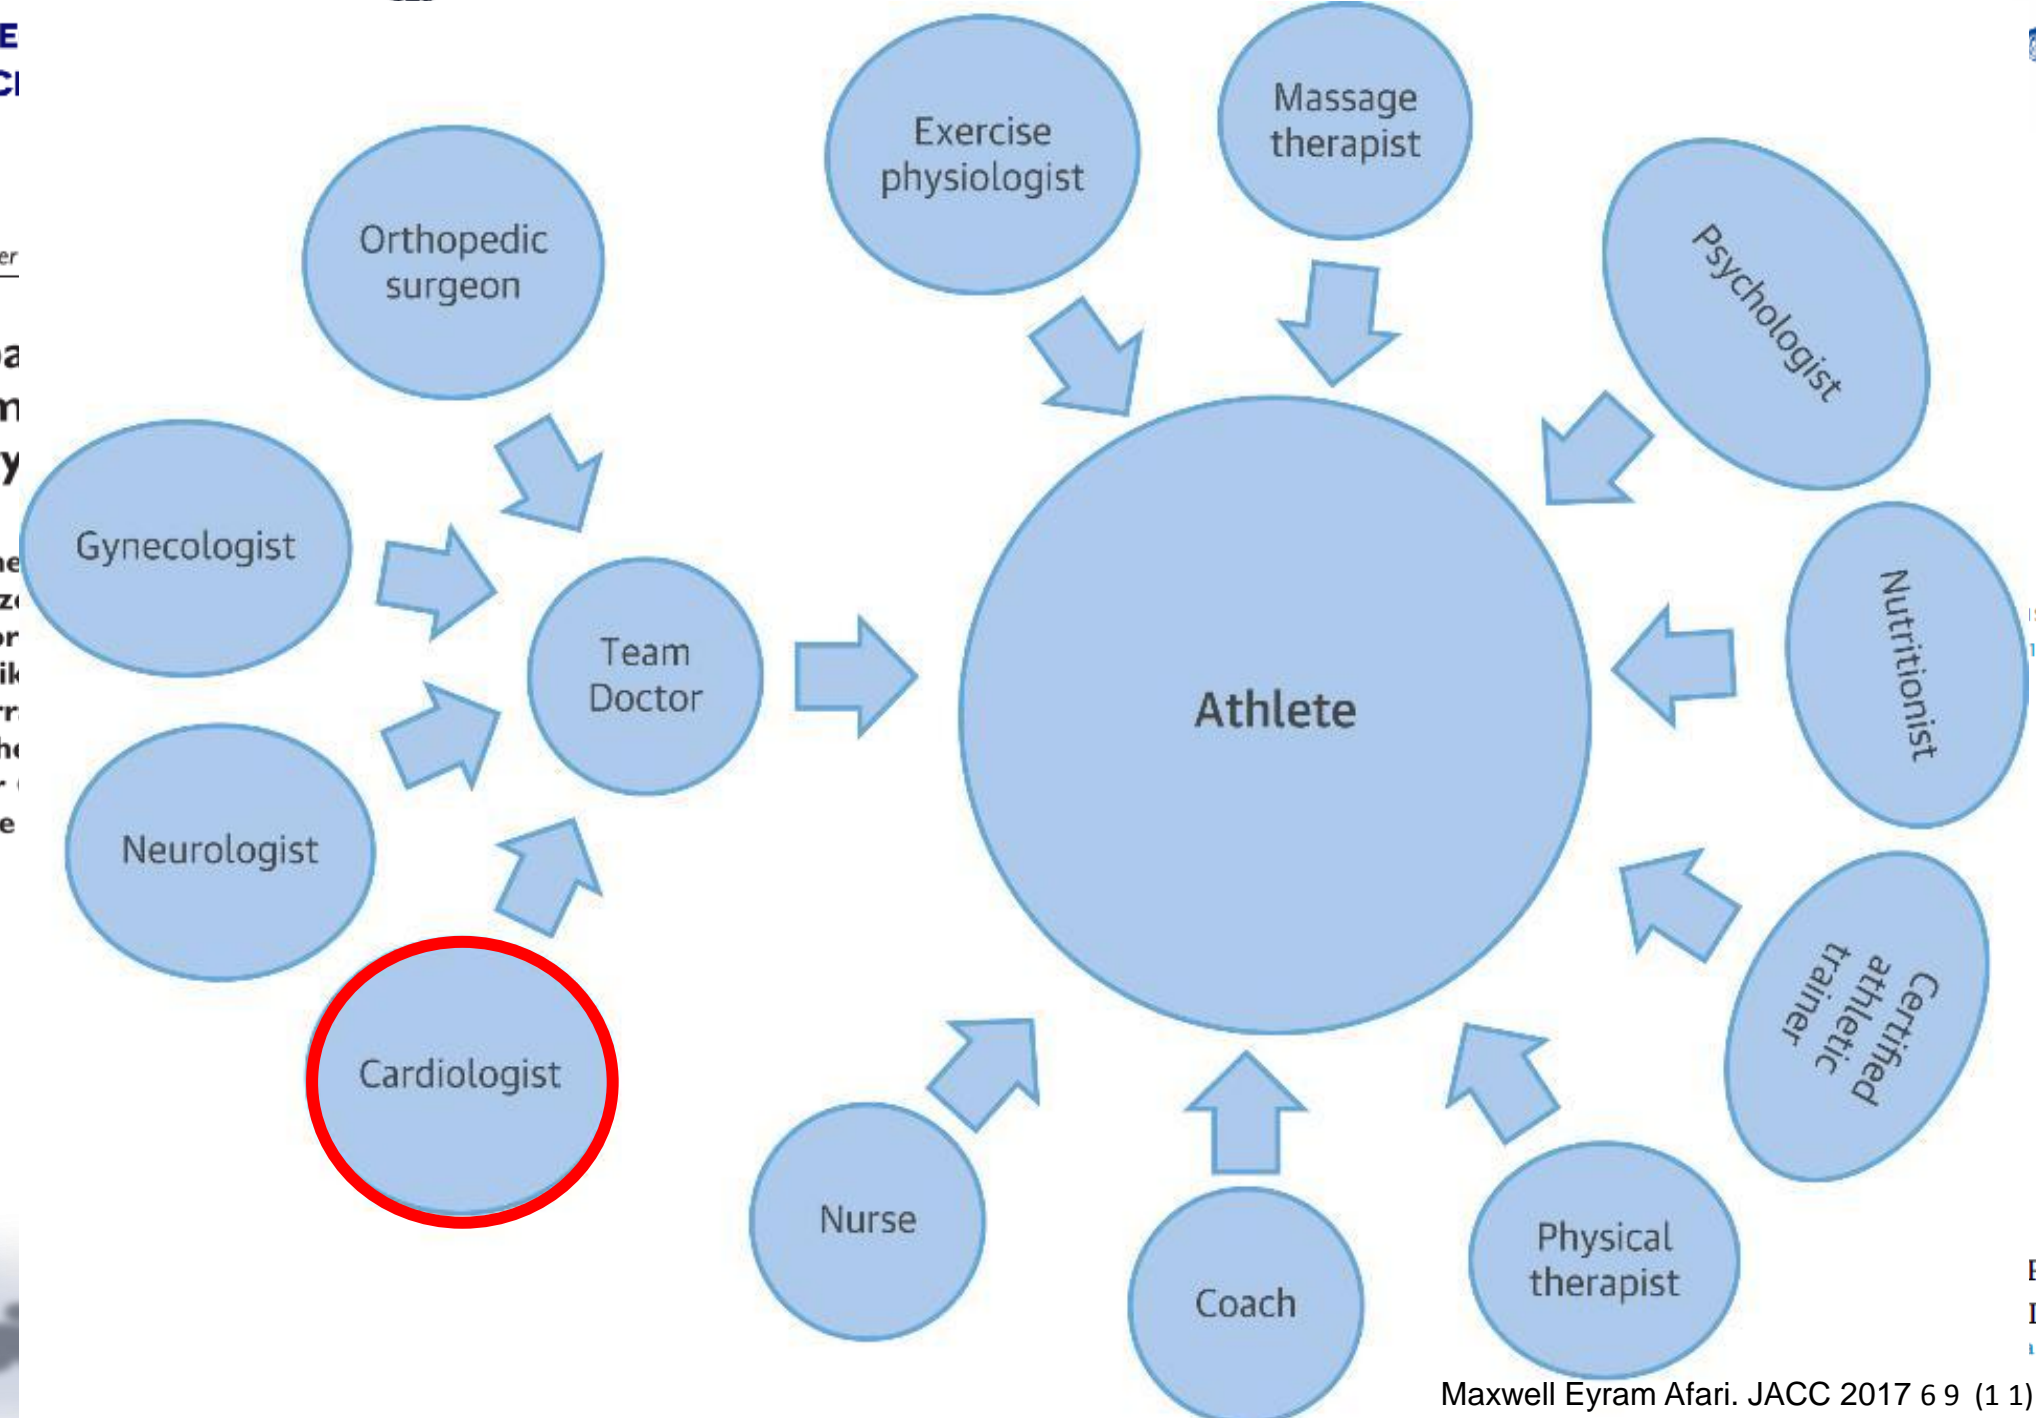 Exercise
physiologist
Massage
therapist
Orthopedic
surgeon
Psychologist
Gynecologist
Nutritionist
Team
Doctor
Athlete
Neurologist
Certified
athletic
trainer
Cardiologist
Nurse
Coach
Physical
therapist
Maxwell Eyram Afari. JACC 2017 6 9 (1 1)